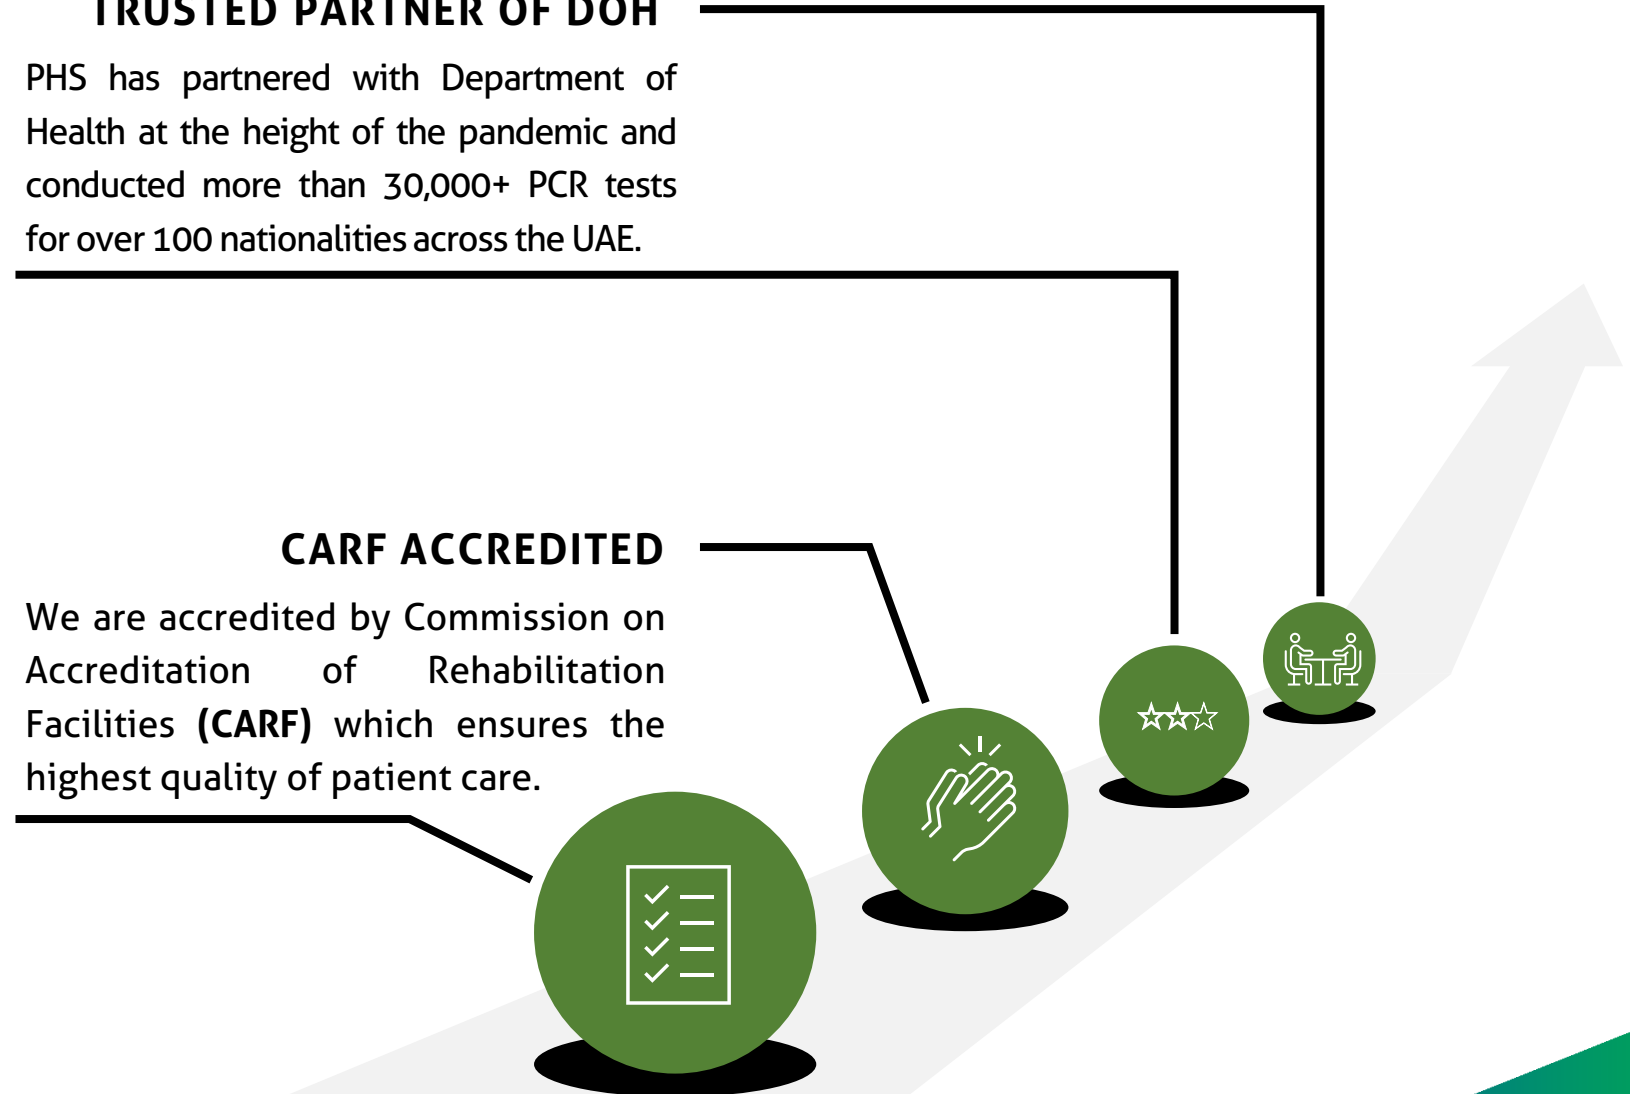 TRUSTED PARTNER OF DOH
PHS has partnered with Department of
Health at the height of the pandemic and
conducted more than 30,000+ PCR tests
for over 100 nationalities across the UAE.
CARF ACCREDITED
We are accredited by Commission on
Accreditation of Rehabilitation
Facilities (CARF) which ensures the
highest quality of patient care.